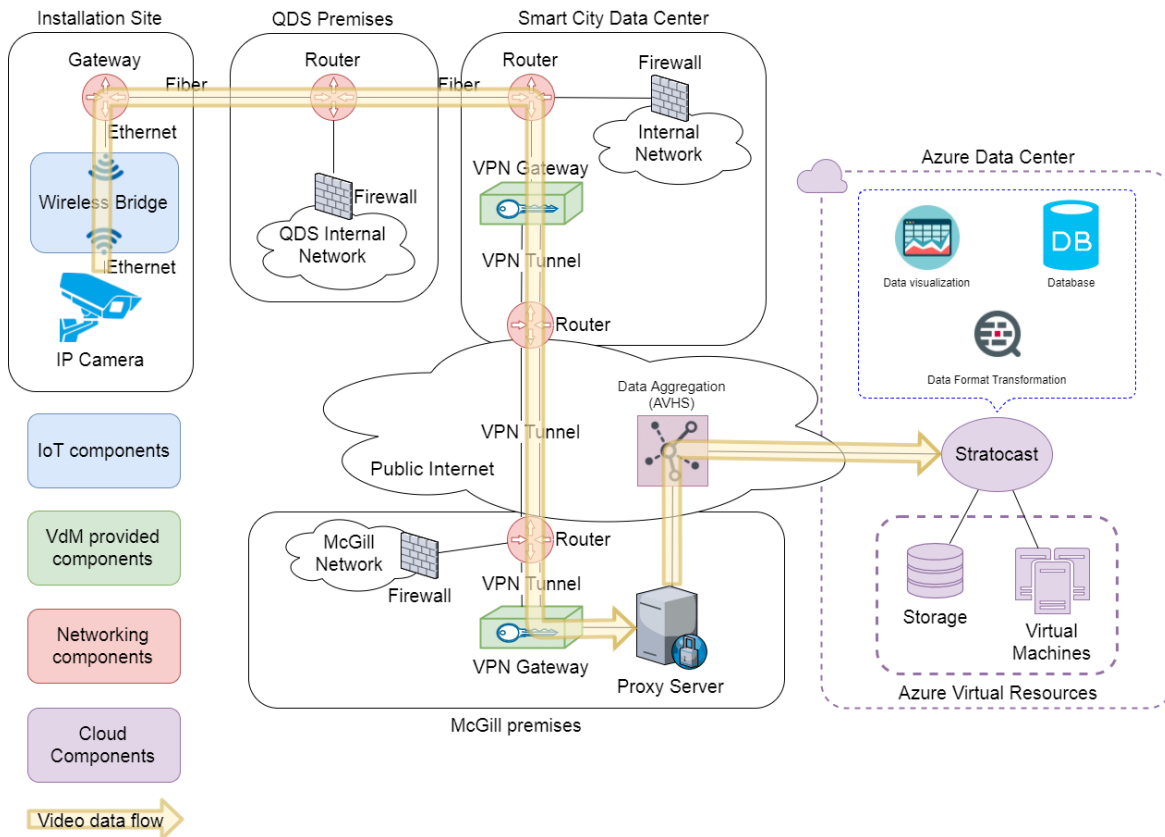 Installation Site
QDS Premises
Smart City Data Center
Gateway
Router
Router
Firewall
Fiber
Fiber
Ethernet
Internal
Network
VPN Gateway
Wireless Bridge
Firewall
QDS Internal
Network
Ethernet
VPN Tunnel
IP Camera
Router
Azure Data Center
DB
Data visualization
Database
Data Format Transformation
Data Aggregation
(AVHS)
VPN Tunnel
Public Internet
Stratocast
IoT components
VdM provided
components
Networking
components
Cloud
Components
Video data flow
McGill
Network
Firewall
Router
VPN Tunnel
VPN Gateway
Proxy Server
McGill premises
Storage
Virtual
Machines
Azure Virtual Resources